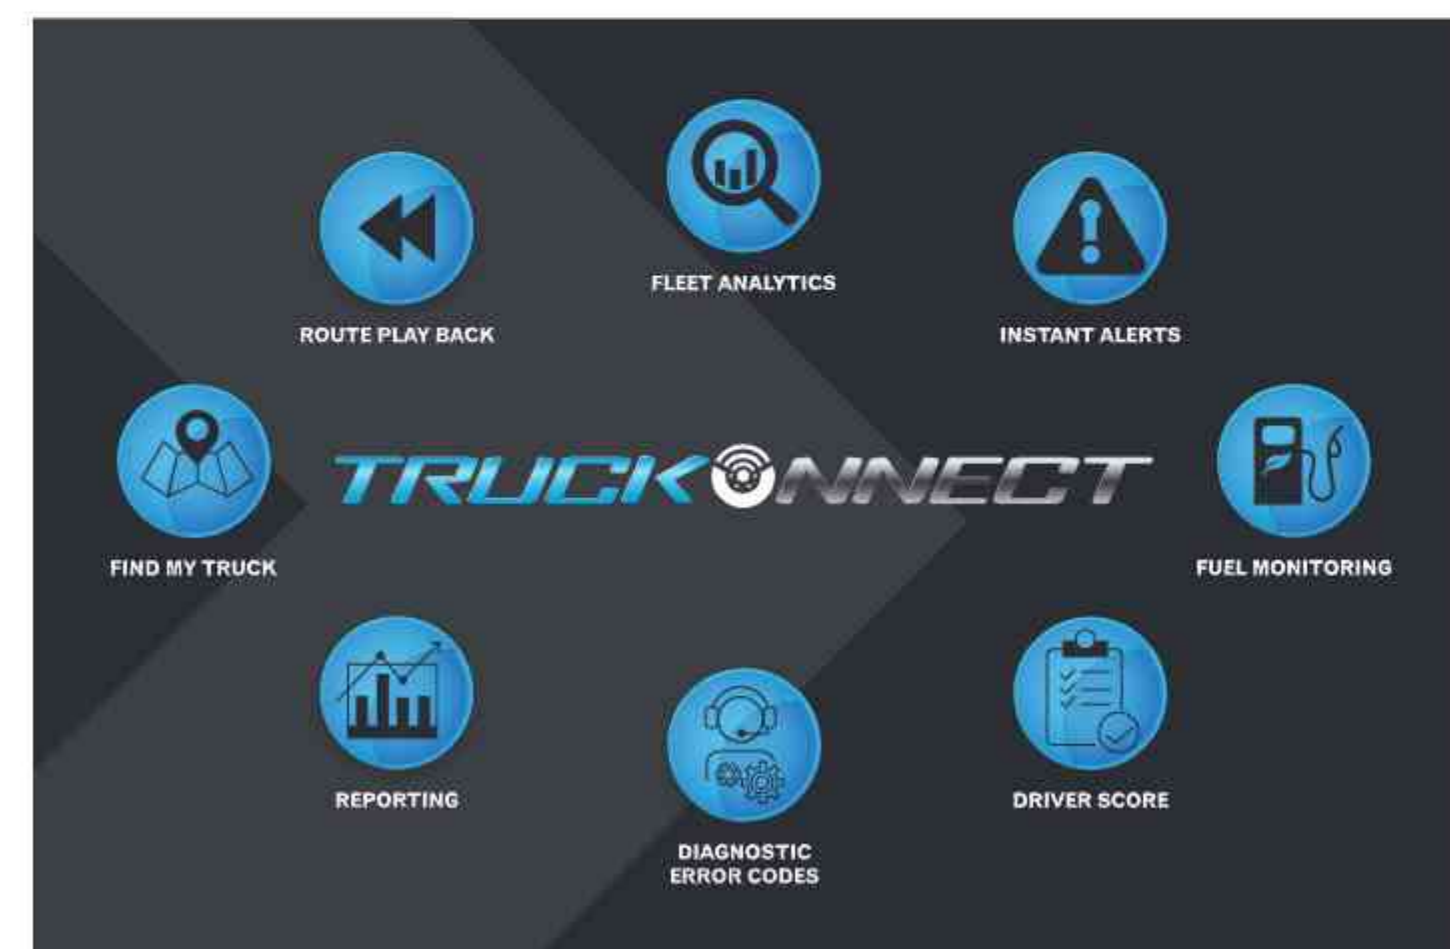 FLEET ANALYTICS
ROUTE PLAY BACK
INSTANT ALERTS
TRUCKONNECT
FIND MY TRUCK
FUEL MONITORING
REPORTING
DRIVER SCORE
DIAGNOSTIC
ERROR CODES